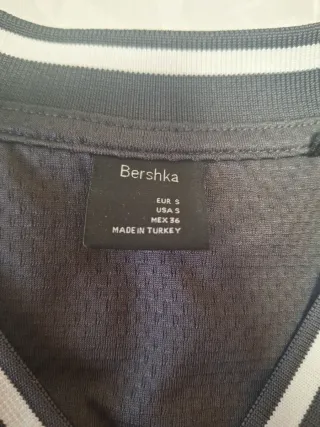 Bershka
EUR S
USA S
MEX 36
MADE IN TURKEY